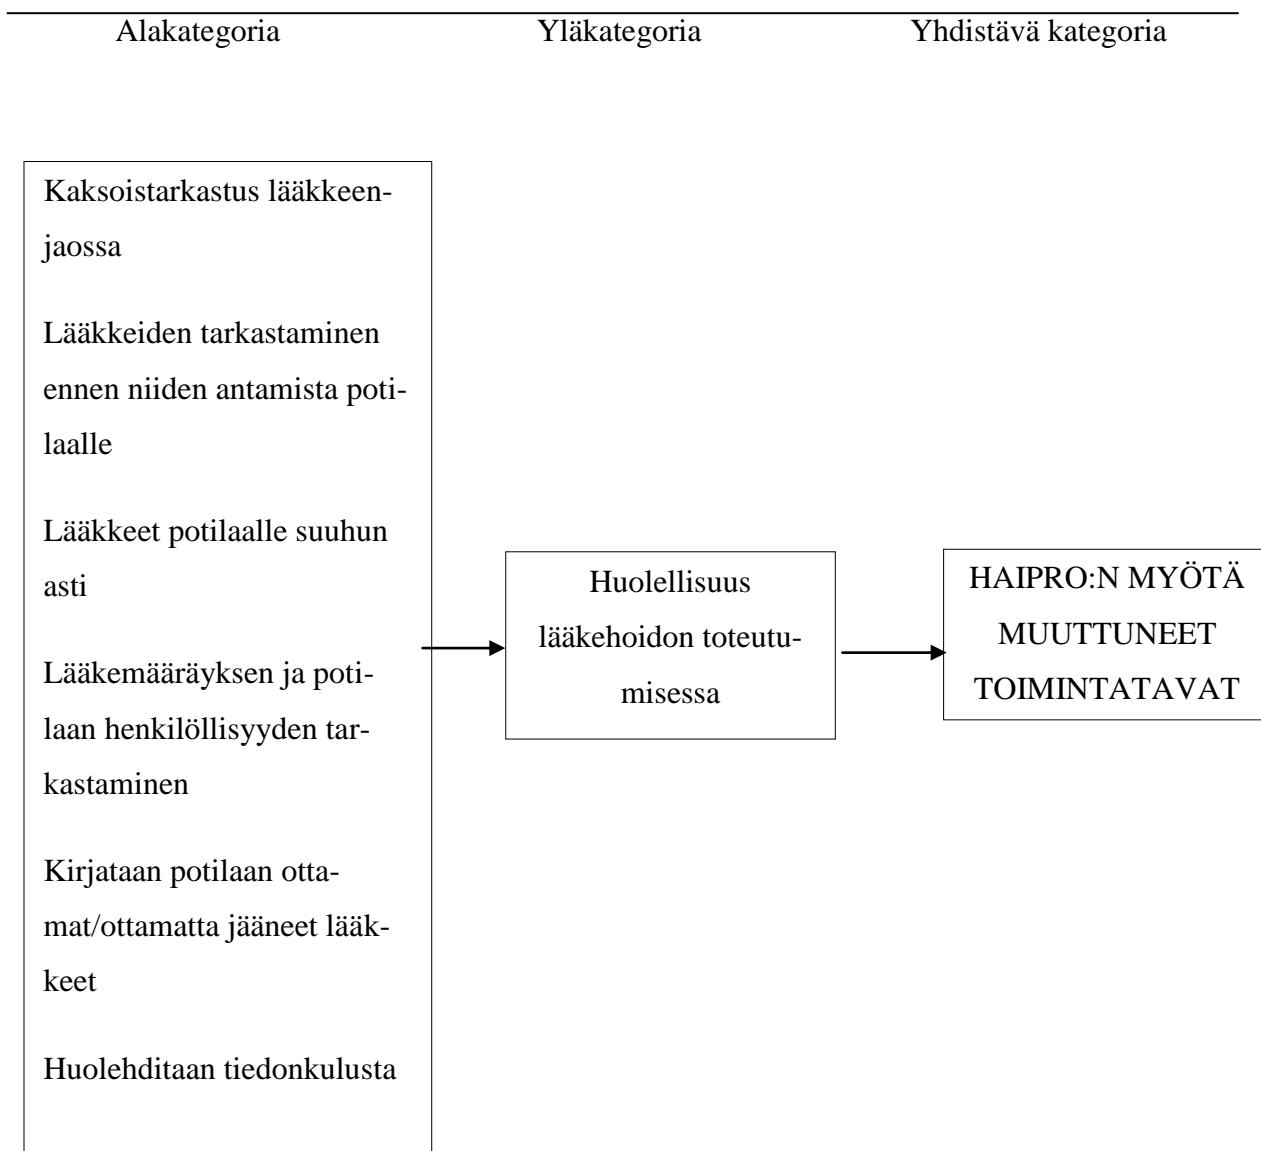 Alakategoria Yläkategoria Yhdistävä kategoria
Kaksoistarkastus lääkkeen-
jaossa
Lääkkeiden tarkastaminen
ennen niiden antamista poti-
laalle
Lääkkeet potilaalle suuhun
asti
Lääkemääräyksen ja poti-
laan henkilöllisyyden tar-
kastaminen
Kirjataan potilaan otta-
mat/ottamatta jääneet lääk-
keet
Huolehditaan tiedonkulusta
Huolellisuus
lääkehoidon toteutu-
misessa
HAIPRO:N MYÖTÄ
MUUTTUNEET
TOIMINTATAVAT